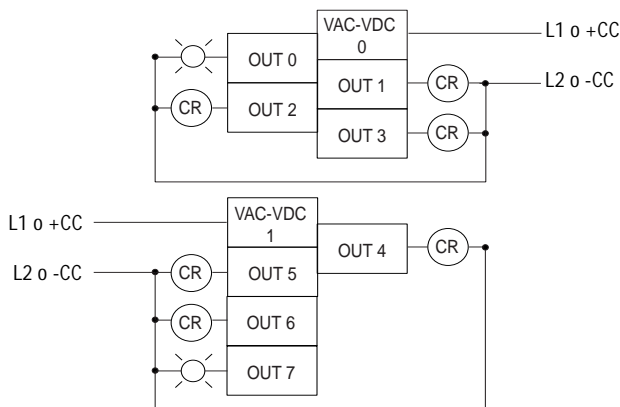 VAC-VDC
0
L1 o +CC
OUT 0
OUT 1
CR
L2 o -CC
CR
OUT 2
OUT 3
CR
L1 o +CC
VAC-VDC
1
OUT 4
CR
L2 o -CC
CR
OUT 5
CR
OUT 6
OUT 7